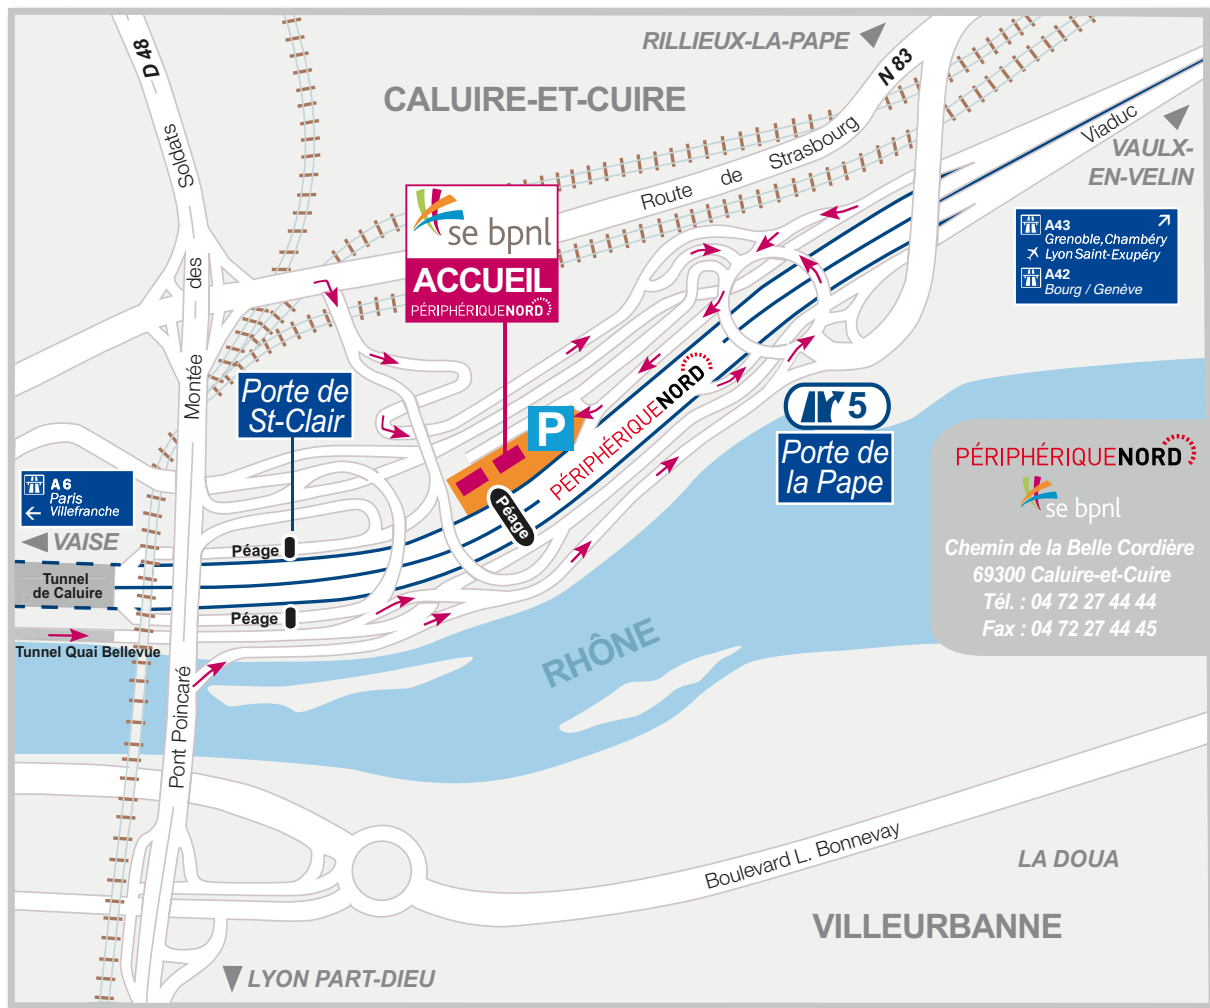 D 48
RILLIEUX-LA-PAPE
N 83
CALUIRE-ET-CUIRE
Soldats
des
Montée
Route de Strasbourg
Viaduc
VAULX-
EN-VELIN
se bpnl
ACCUEIL
PÉRIPHÉRIQUENORD
A43
Grenoble, Chambéry
Lyon Saint-Exupéry
A42
Bourg / Genève
Porte de
St-Clair
P
PÉRIPHÉRIQUENORD
5
Porte de
la Pape
A6
Paris
Villefranche
VAISE
Péage
Péage
Péage
Tunnel
de Caluire
Tunnel Quai Bellevue
Pont Poincaré
RHÔNE
PÉRIPHÉRIQUENORD
se bpnl
Chemin de la Belle Cordière
69300 Caluire-et-Cuire
Tél. : 04 72 27 44 44
Fax : 04 72 27 44 45
Boulevard L. Bonnevay
LA DOUA
VILLEURBANNE
LYON PART-DIEU